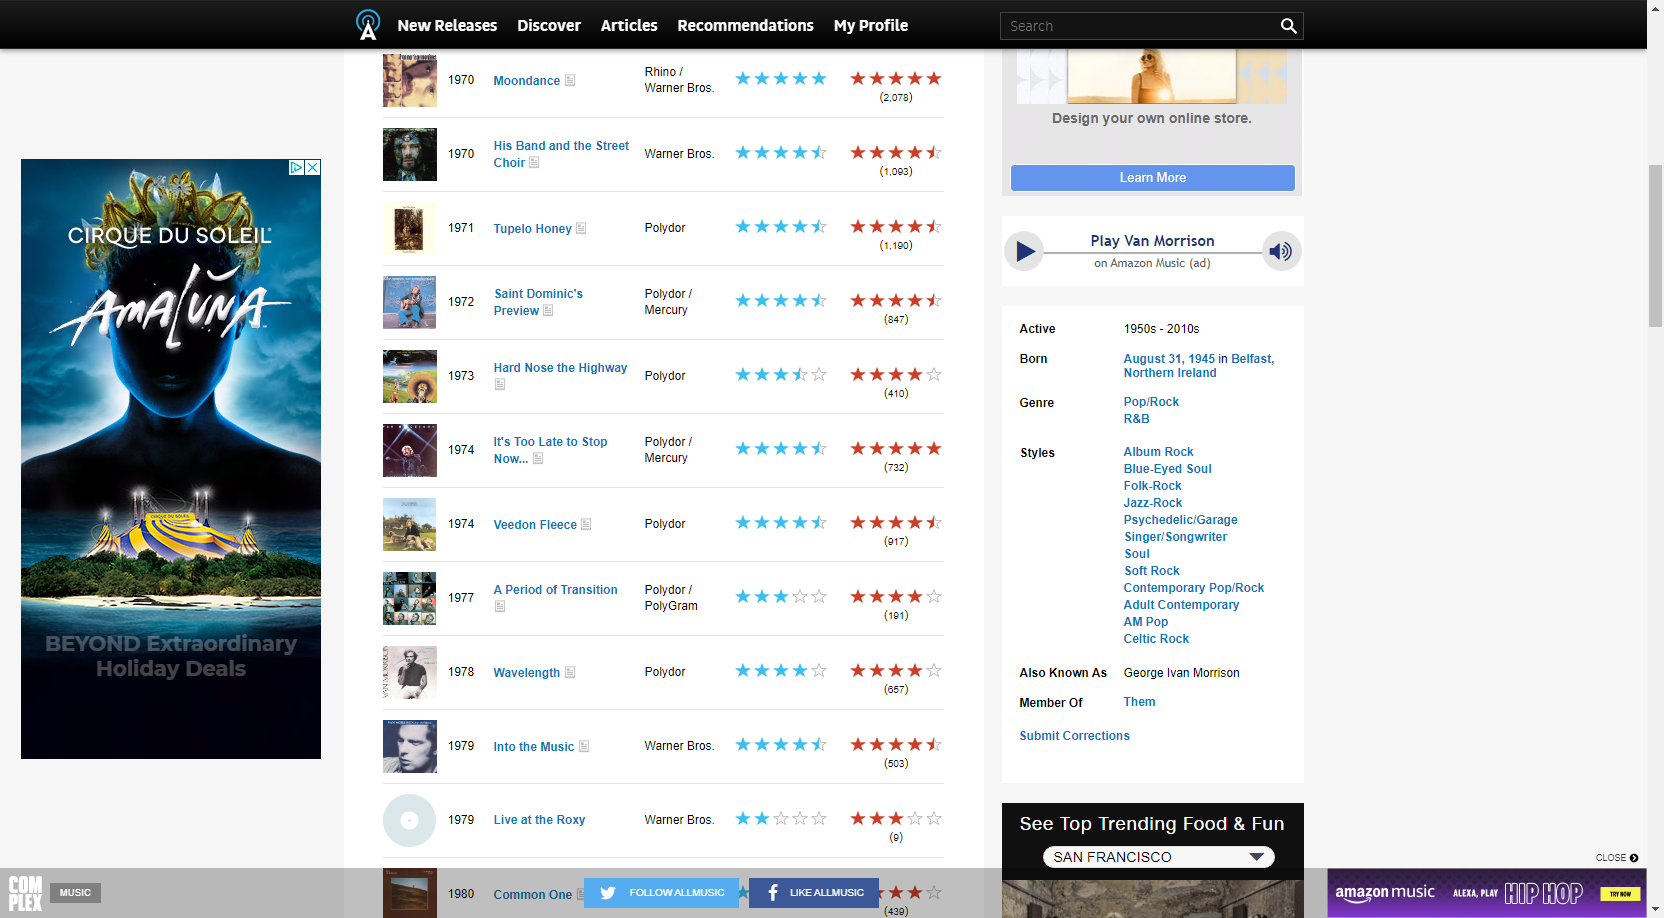 New Releases
Discover
Articles
Recommendations
My Profile
Search
1970
Moondance
Rhino /
Warner Bros.
(2,078)
1970
His Band and the Street
Choir
Warner Bros.
(1,093)
1971
Tupelo Honey
Polydor
(1,190)
1972
Saint Dominic's
Preview
Polydor /
Mercury
(847)
1973
Hard Nose the Highway
Polydor
(410)
1974
It's Too Late to Stop
Now...
Polydor /
Mercury
(732)
1974
Veedon Fleece
Polydor
(917)
1977
A Period of Transition
Polydor /
PolyGram
(191)
1978
Wavelength
Polydor
(657)
1979
Into the Music
Warner Bros.
(503)
1979
Live at the Roxy
Warner Bros.
(9)
1980
Common One
(439)
CIRQUE DU SOLEIL
AMALUNA
CIRQUE DU SOLEIL
BEYOND Extraordinary
Holiday Deals
Design your own online store.
Learn More
Play Van Morrison
on Amazon Music (ad)
Active
1950s - 2010s
Born
August 31, 1945 in Belfast,
Northern Ireland
Genre
Pop/Rock
R&B
Styles
Album Rock
Blue-Eyed Soul
Folk-Rock
Jazz-Rock
Psychedelic/Garage
Singer/Songwriter
Soul
Soft Rock
Contemporary Pop/Rock
Adult Contemporary
AM Pop
Celtic Rock
Also Known As
George Ivan Morrison
Member Of
Them
Submit Corrections
See Top Trending Food & Fun
SAN FRANCISCO
CLOSE
COM
PLEX
MUSIC
FOLLOW ALLMUSIC
LIKE ALLMUSIC
amazon music
ALEXA, PLAY
HIP HOP
TRY NOW